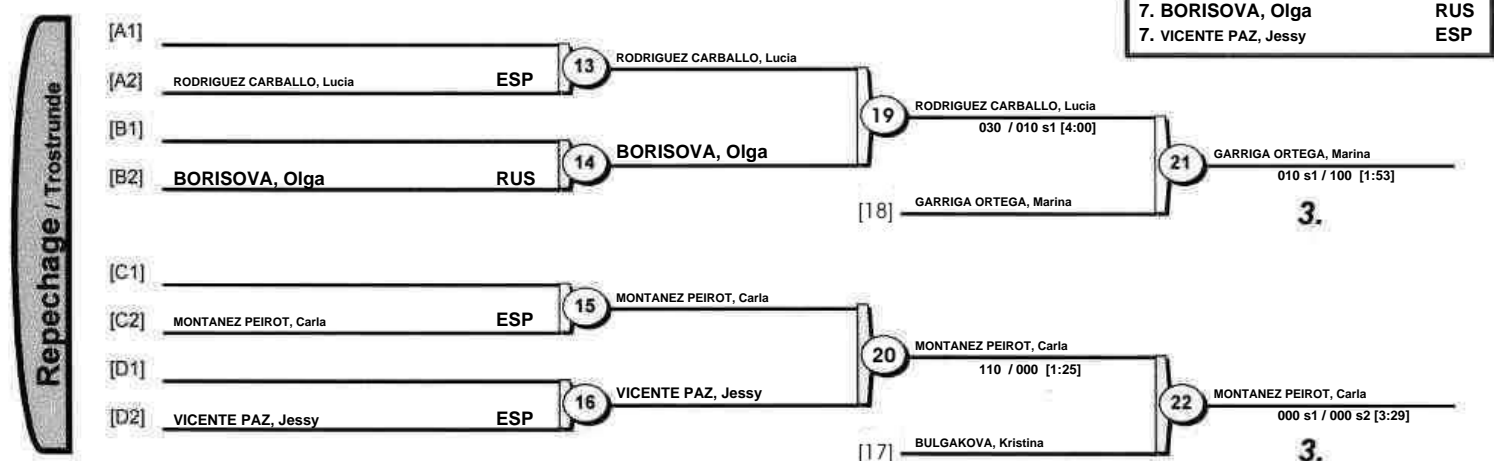 7. BORISOVA, Olga RUS
7. VICENTE PAZ, Jessy ESP
Repechage / Trostrunde
[A1]
[A2] RODRIGUEZ CARBALLO, Lucia ESP
13 RODRIGUEZ CARBALLO, Lucia
[B1]
[B2] BORISOVA, Olga RUS
14 BORISOVA, Olga
19 RODRIGUEZ CARBALLO, Lucia
030 / 010 s1 [4:00]
[18] GARRIGA ORTEGA, Marina
21 GARRIGA ORTEGA, Marina
010 s1 / 100 [1:53]
3.
[C1]
[C2] MONTANEZ PEIROT, Carla ESP
15 MONTANEZ PEIROT, Carla
[D1]
[D2] VICENTE PAZ, Jessy ESP
16 VICENTE PAZ, Jessy
20 MONTANEZ PEIROT, Carla
110 / 000 [1:25]
[17] BULGAKOVA, Kristina
22 MONTANEZ PEIROT, Carla
000 s1 / 000 s2 [3:29]
3.